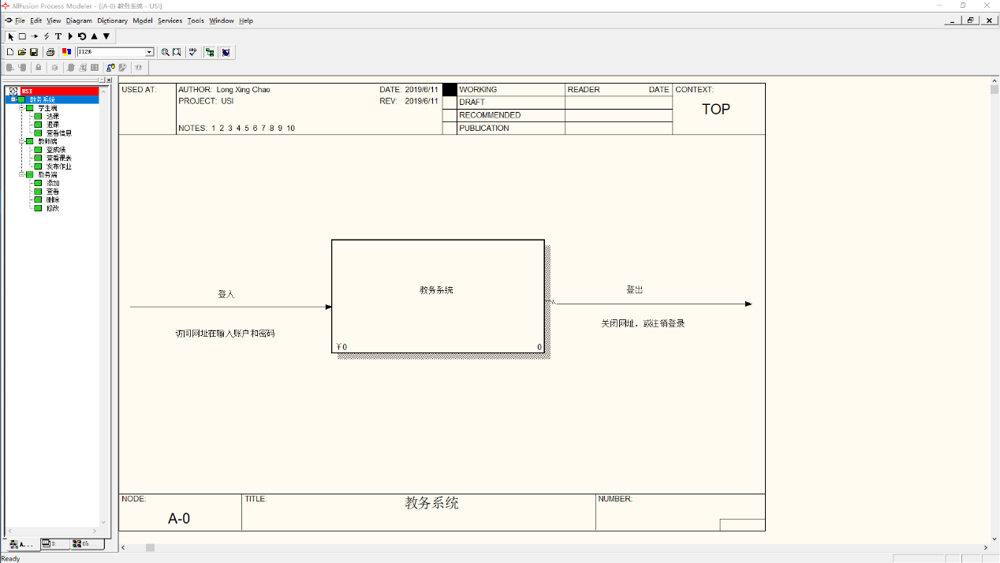 AllFusion Process Modeler - [(A-0) 教务系统 - USI]
File Edit View Diagram Dictionary Model Services Tools Window Help
112%
USI
教务系统
学生端
选课
退课
查看信息
教师端
登成绩
查看课表
发布作业
教务端
添加
查看
删除
修改
USED AT:
AUTHOR: Long Xing Chao
PROJECT: USI
NOTES: 1 2 3 4 5 6 7 8 9 10
DATE: 2019/6/11
REV: 2019/6/11
WORKING
DRAFT
RECOMMENDED
PUBLICATION
READER DATE
CONTEXT:
TOP
登入
访问网址在输入账户和密码
教务系统
¥0 0
登出
关闭网址，或注销登录
NODE:
A-0
TITLE:
教务系统
NUMBER:
A... D...
Ready